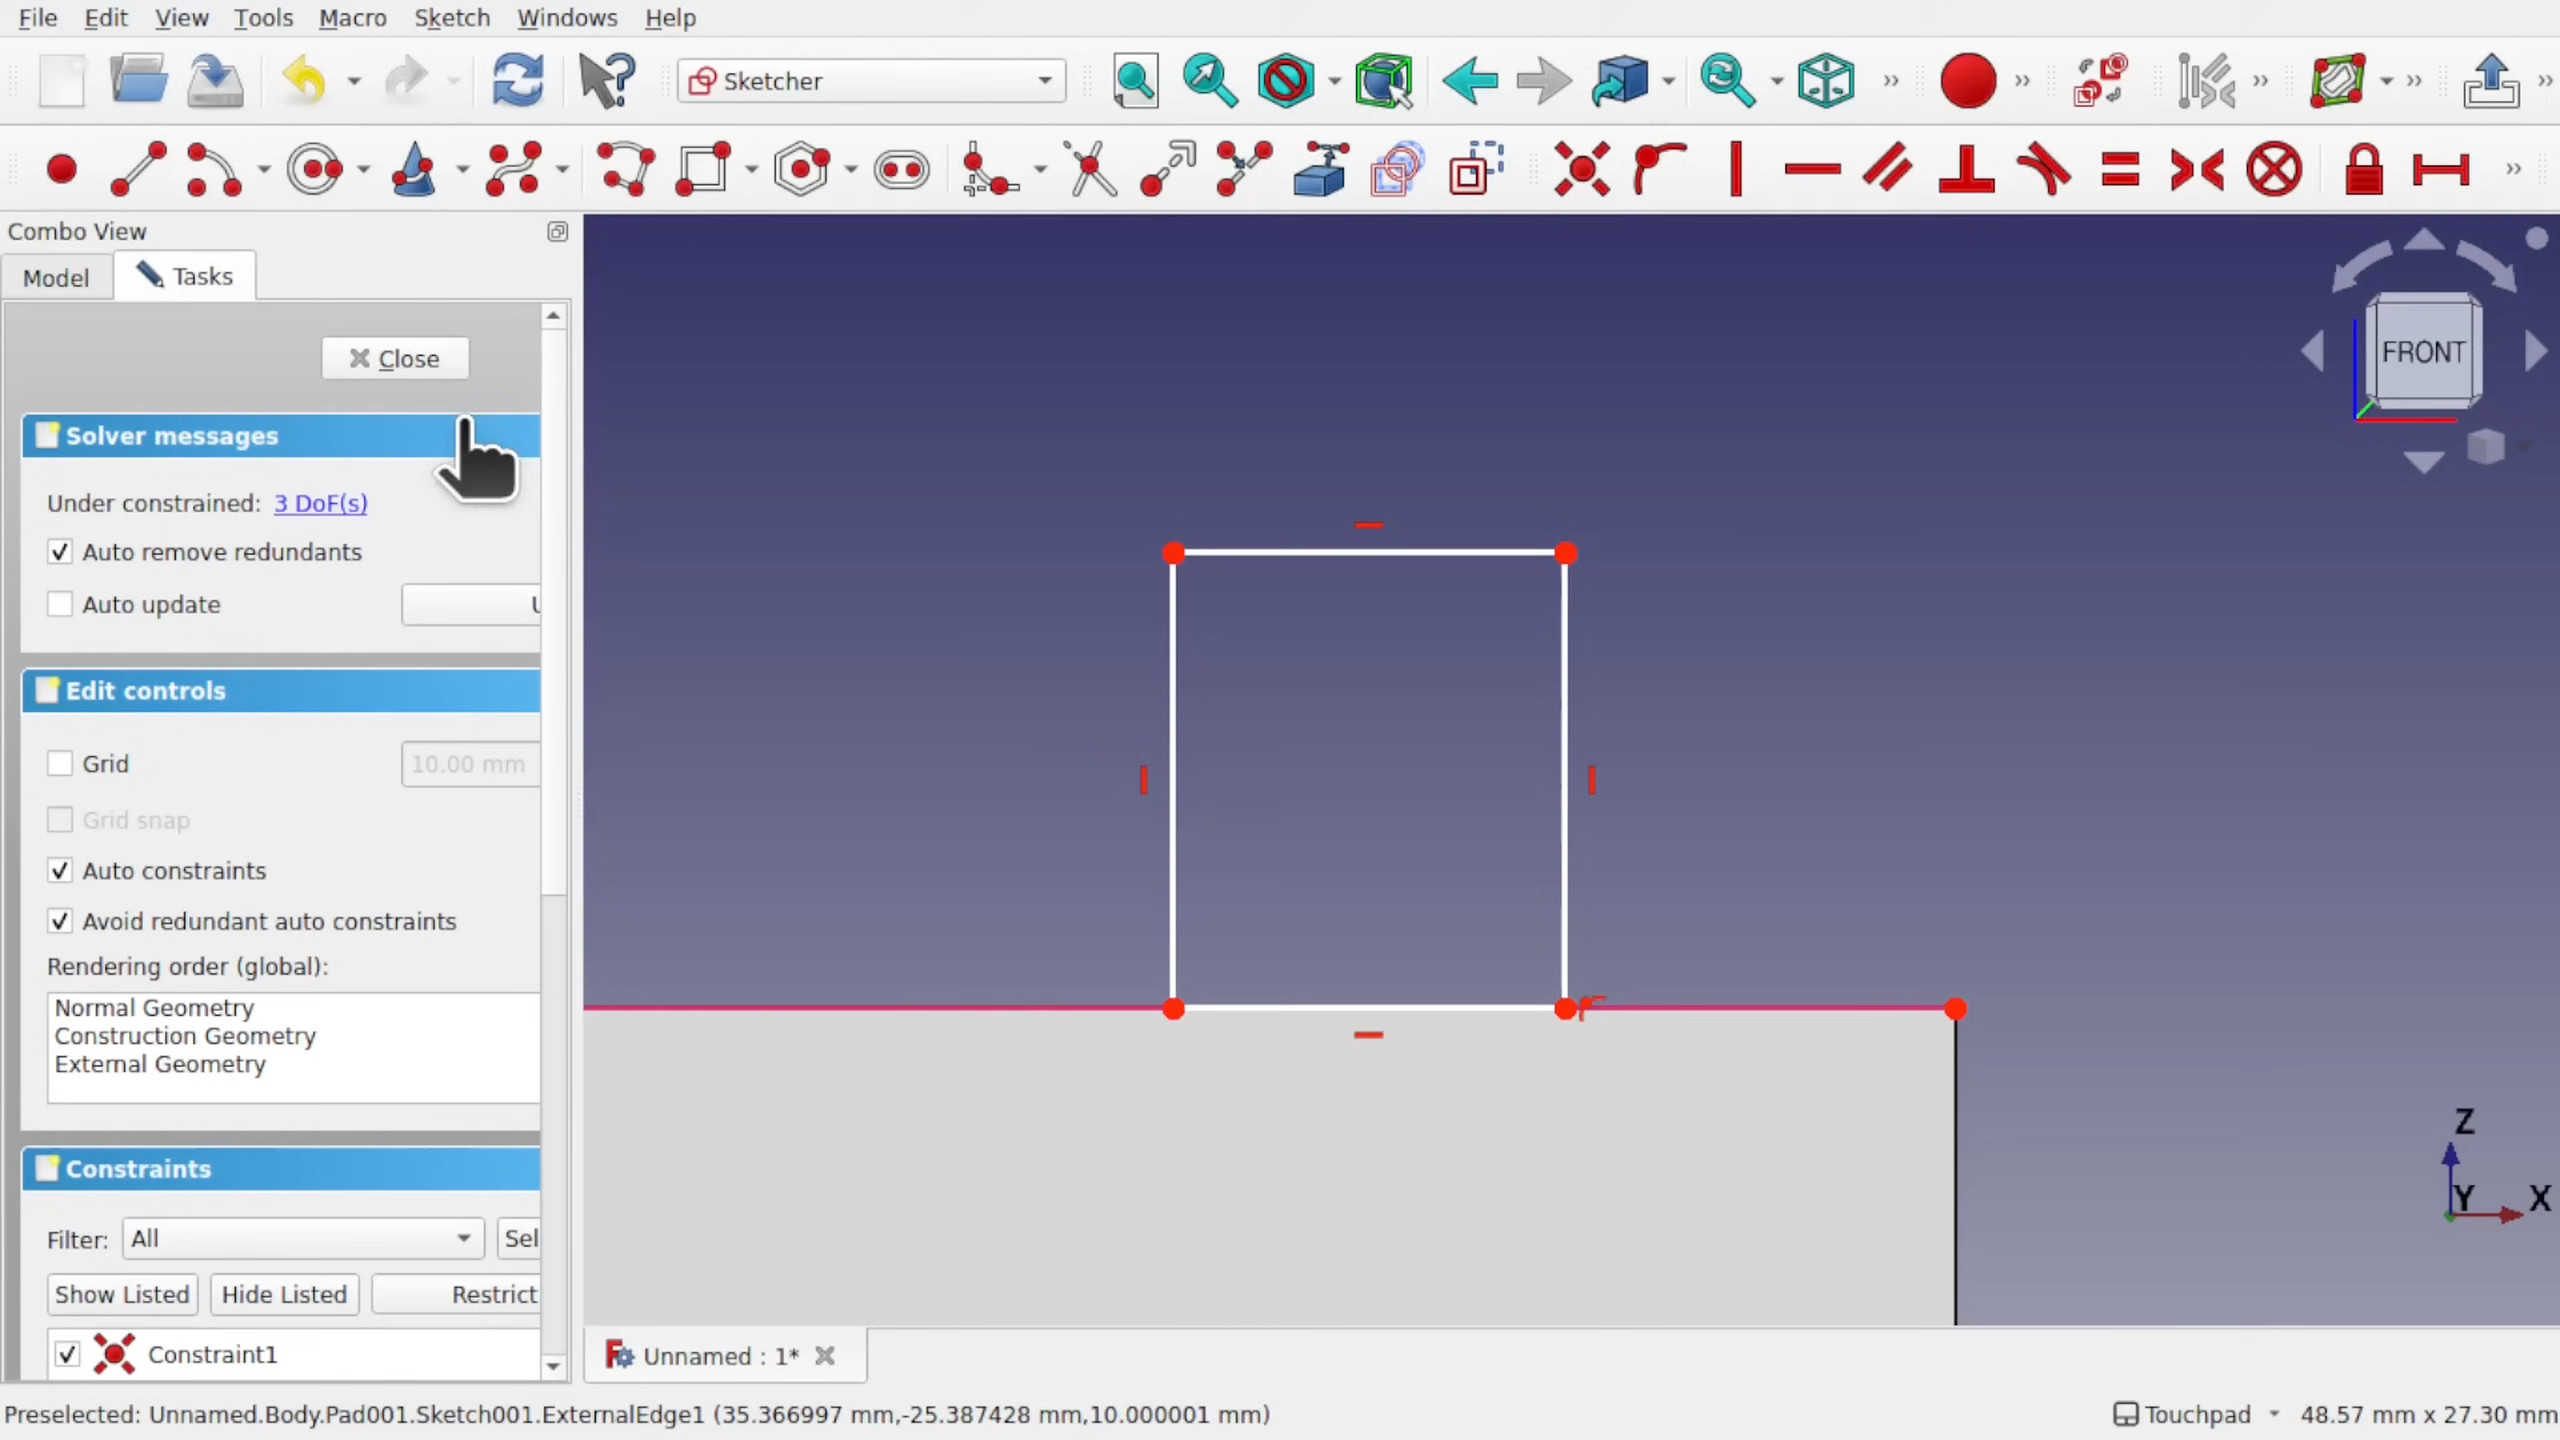 File Edit View Tools Macro Sketch Windows Help
Sketcher
Combo View
Model Tasks
Close
Solver messages
Under constrained: 3 DoF(s)
Auto remove redundants
Auto update
Edit controls
Grid 10.00 mm
Grid snap
Auto constraints
Avoid redundant auto constraints
Rendering order (global):
Normal Geometry
Construction Geometry
External Geometry
Constraints
Filter: All Sel
Show Listed Hide Listed Restrict
Constraint1
FRONT
Z
Y X
Unnamed : 1*
Preselected: Unnamed.Body.Pad001.Sketch001.ExternalEdge1 (35.366997 mm,-25.387428 mm,10.000001 mm)
Touchpad 48.57 mm x 27.30 mm